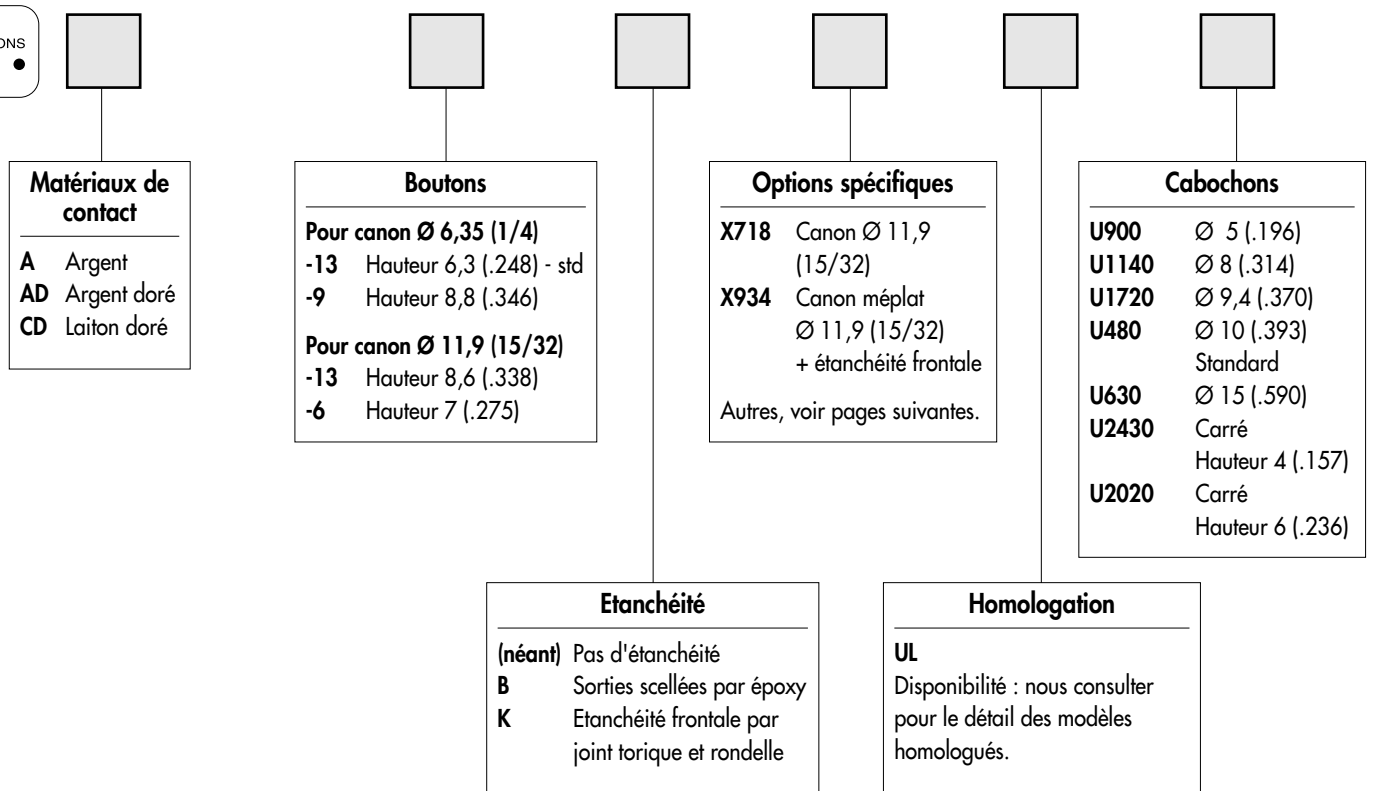 Matériaux de
contact
A Argent
AD Argent doré
CD Laiton doré
Boutons
Pour canon Ø 6,35 (1/4)
-13 Hauteur 6,3 (.248) - std
-9 Hauteur 8,8 (.346)
Pour canon Ø 11,9 (15/32)
-13 Hauteur 8,6 (.338)
-6 Hauteur 7 (.275)
Options spécifiques
X718 Canon Ø 11,9
(15/32)
X934 Canon méplat
Ø 11,9 (15/32)
+ étanchéité frontale
Autres, voir pages suivantes.
Cabochons
U900 Ø 5 (.196)
U1140 Ø 8 (.314)
U1720 Ø 9,4 (.370)
U480 Ø 10 (.393)
Standard
U630 Ø 15 (.590)
U2430 Carré
Hauteur 4 (.157)
U2020 Carré
Hauteur 6 (.236)
Etanchéité
(néant) Pas d'étanchéité
B Sorties scellées par époxy
K Etanchéité frontale par
joint torique et rondelle
Homologation
UL
Disponibilité : nous consulter
pour le détail des modèles
homologués.